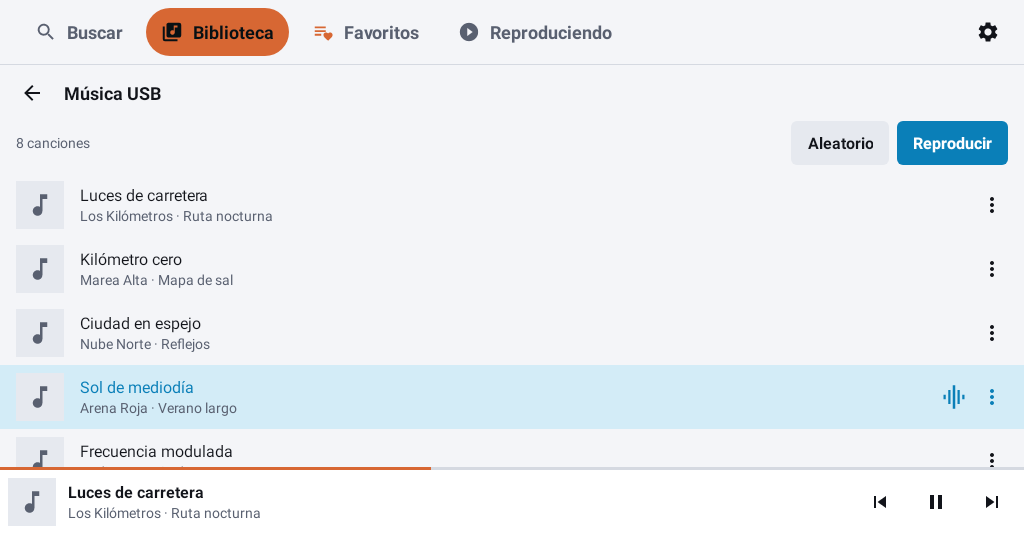 Buscar
Biblioteca
Favoritos
Reproduciendo
Música USB
8 canciones
Aleatorio
Reproducir
Luces de carretera
Los Kilómetros · Ruta nocturna
Kilómetro cero
Marea Alta · Mapa de sal
Ciudad en espejo
Nube Norte · Reflejos
Sol de mediodía
Arena Roja · Verano largo
Frecuencia modulada
Luces de carretera
Los Kilómetros · Ruta nocturna